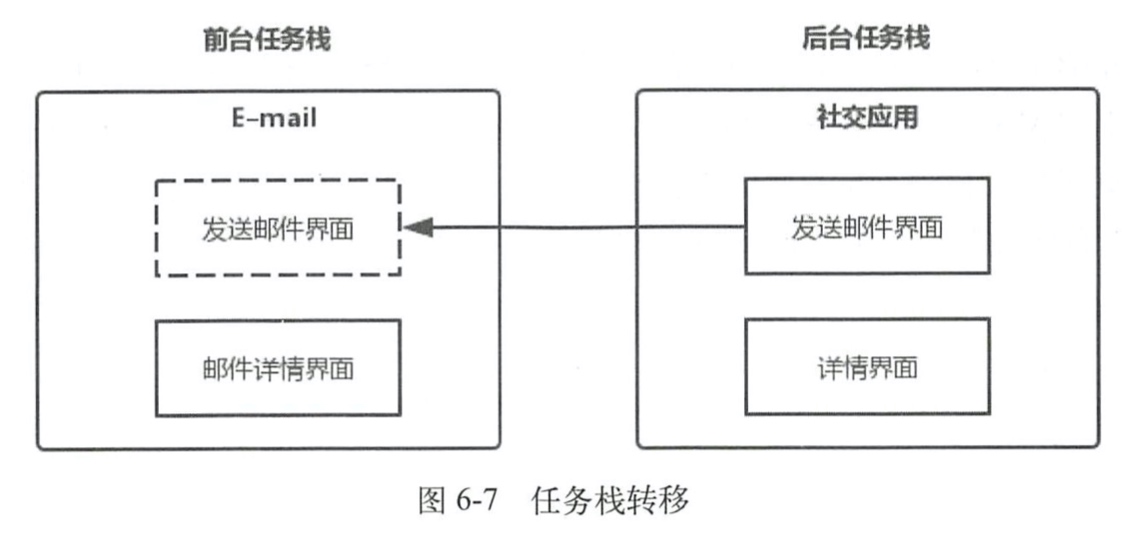 前台任务栈
后台任务栈
E-mail
社交应用
发送邮件界面
发送邮件界面
邮件详情界面
详情界面
图 6-7 任务栈转移